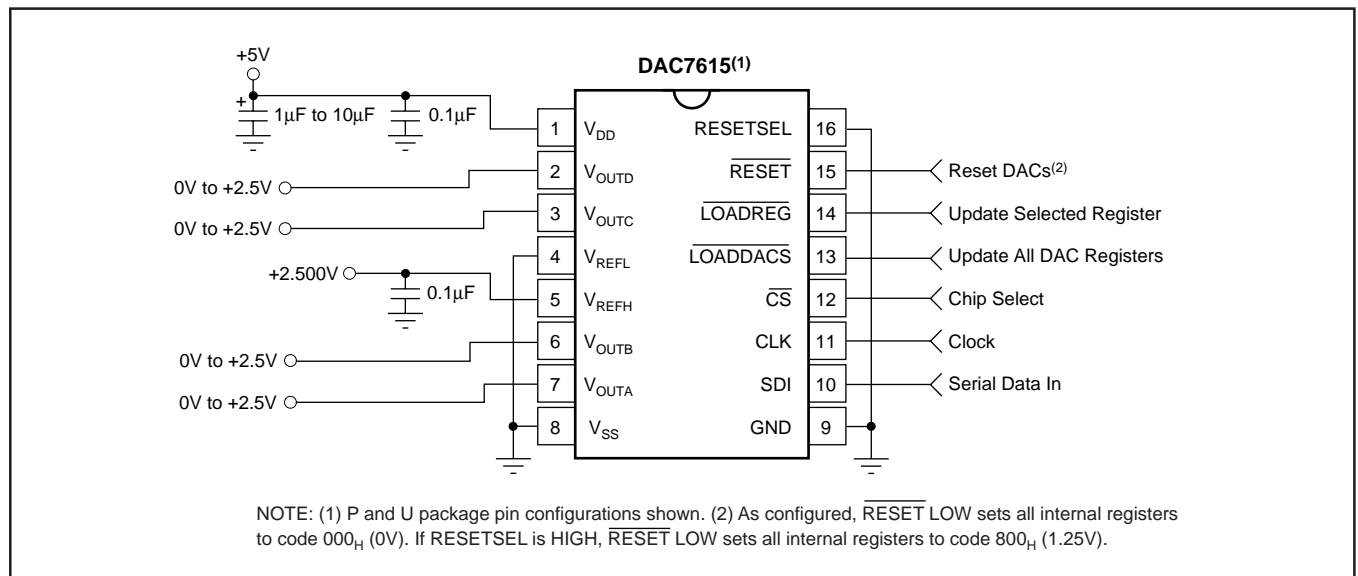 +5V
DAC7615(1)
+
1µF to 10µF
0.1µF
1 VDD RESETSEL 16
0V to +2.5V 2 VOUTD RESET 15 Reset DACs(2)
0V to +2.5V 3 VOUTC LOADREG 14 Update Selected Register
4 VREFL LOADDACS 13 Update All DAC Registers
+2.500V 0.1µF 5 VREFH CS 12 Chip Select
0V to +2.5V 6 VOUTB CLK 11 Clock
0V to +2.5V 7 VOUTA SDI 10 Serial Data In
8 VSS GND 9
NOTE: (1) P and U package pin configurations shown. (2) As configured, RESET LOW sets all internal registers
to code 000H (0V). If RESETSEL is HIGH, RESET LOW sets all internal registers to code 800H (1.25V).